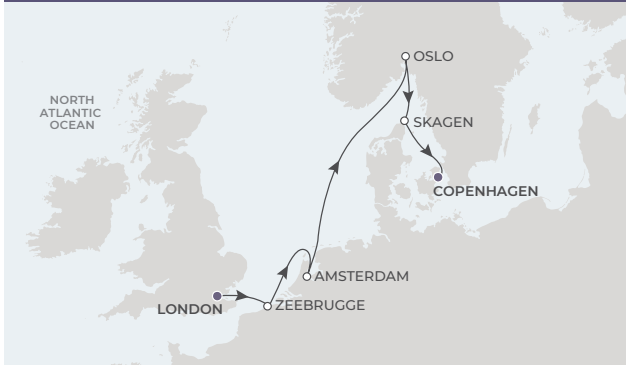 OSLO
NORTH
ATLANTIC
OCEAN
SKAGEN
COPENHAGEN
AMSTERDAM
LONDON
ZEEBRUGGE